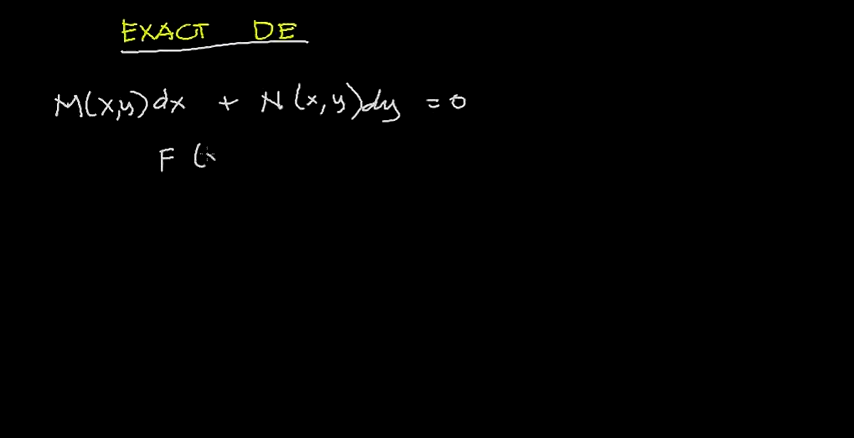 EXACT DE
M(x,y)dx + N(x,y)dy = 0
F (x